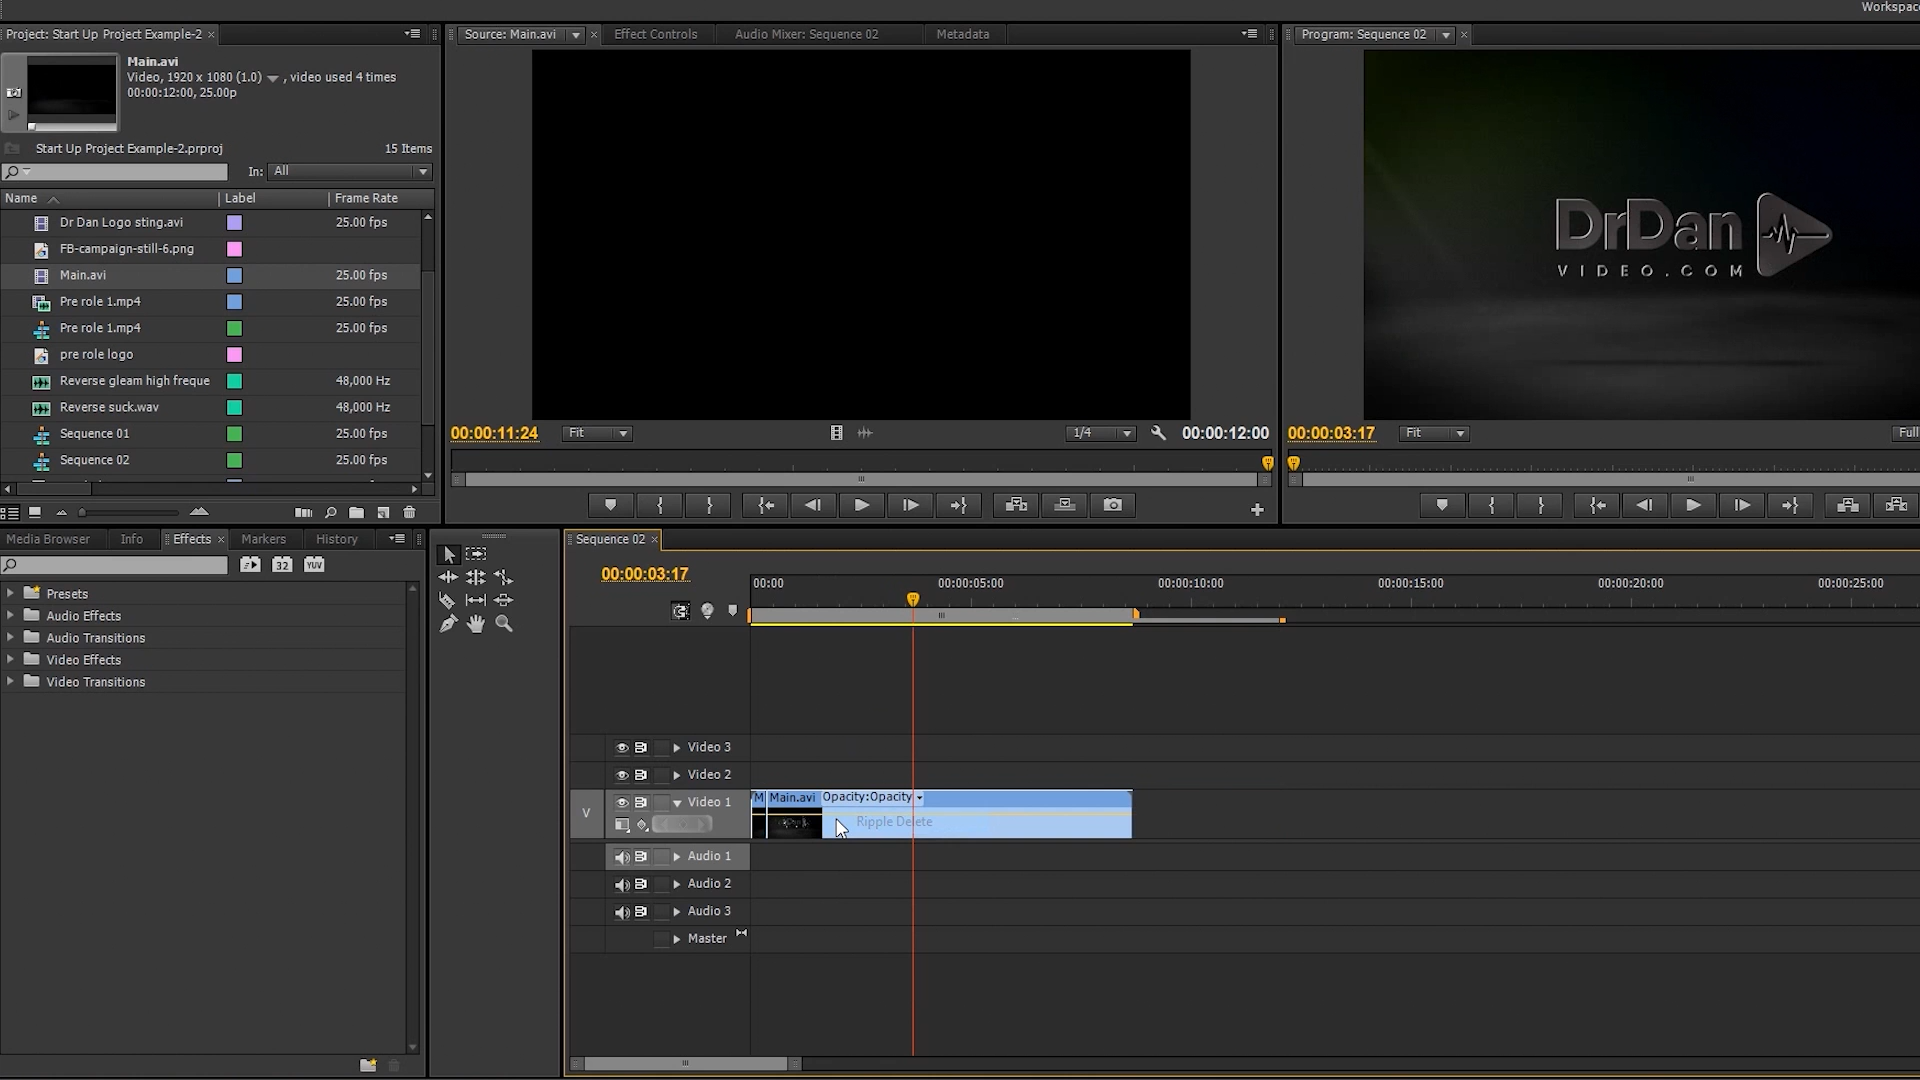 Workspac
Project: Start Up Project Example-2
Main.avi
Video, 1920 x 1080 (1.0) , video used 4 times
00:00:12:00, 25.00p
Start Up Project Example-2.prproj
15 Items
In: All
Name
Label
Frame Rate
Dr Dan Logo sting.avi
25.00 fps
FB-campaign-still-6.png
Main.avi
25.00 fps
Pre role 1.mp4
25.00 fps
Pre role 1.mp4
25.00 fps
pre role logo
Reverse gleam high freque
48,000 Hz
Reverse suck.wav
48,000 Hz
Sequence 01
25.00 fps
Sequence 02
25.00 fps
Source: Main.avi
Effect Controls
Audio Mixer: Sequence 02
Metadata
00:00:11:24
Fit
1/4
00:00:12:00
Program: Sequence 02
DrDan
VIDEO.COM
00:00:03:17
Fit
Full
Media Browser
Info
Effects
Markers
History
32
YUV
Presets
Audio Effects
Audio Transitions
Video Effects
Video Transitions
Sequence 02
00:00:03:17
00:00
00:00:05:00
00:00:10:00
00:00:15:00
00:00:20:00
00:00:25:00
Video 3
Video 2
V
Video 1
M
Main.avi
Opacity:Opacity
Ripple Delete
Audio 1
Audio 2
Audio 3
Master